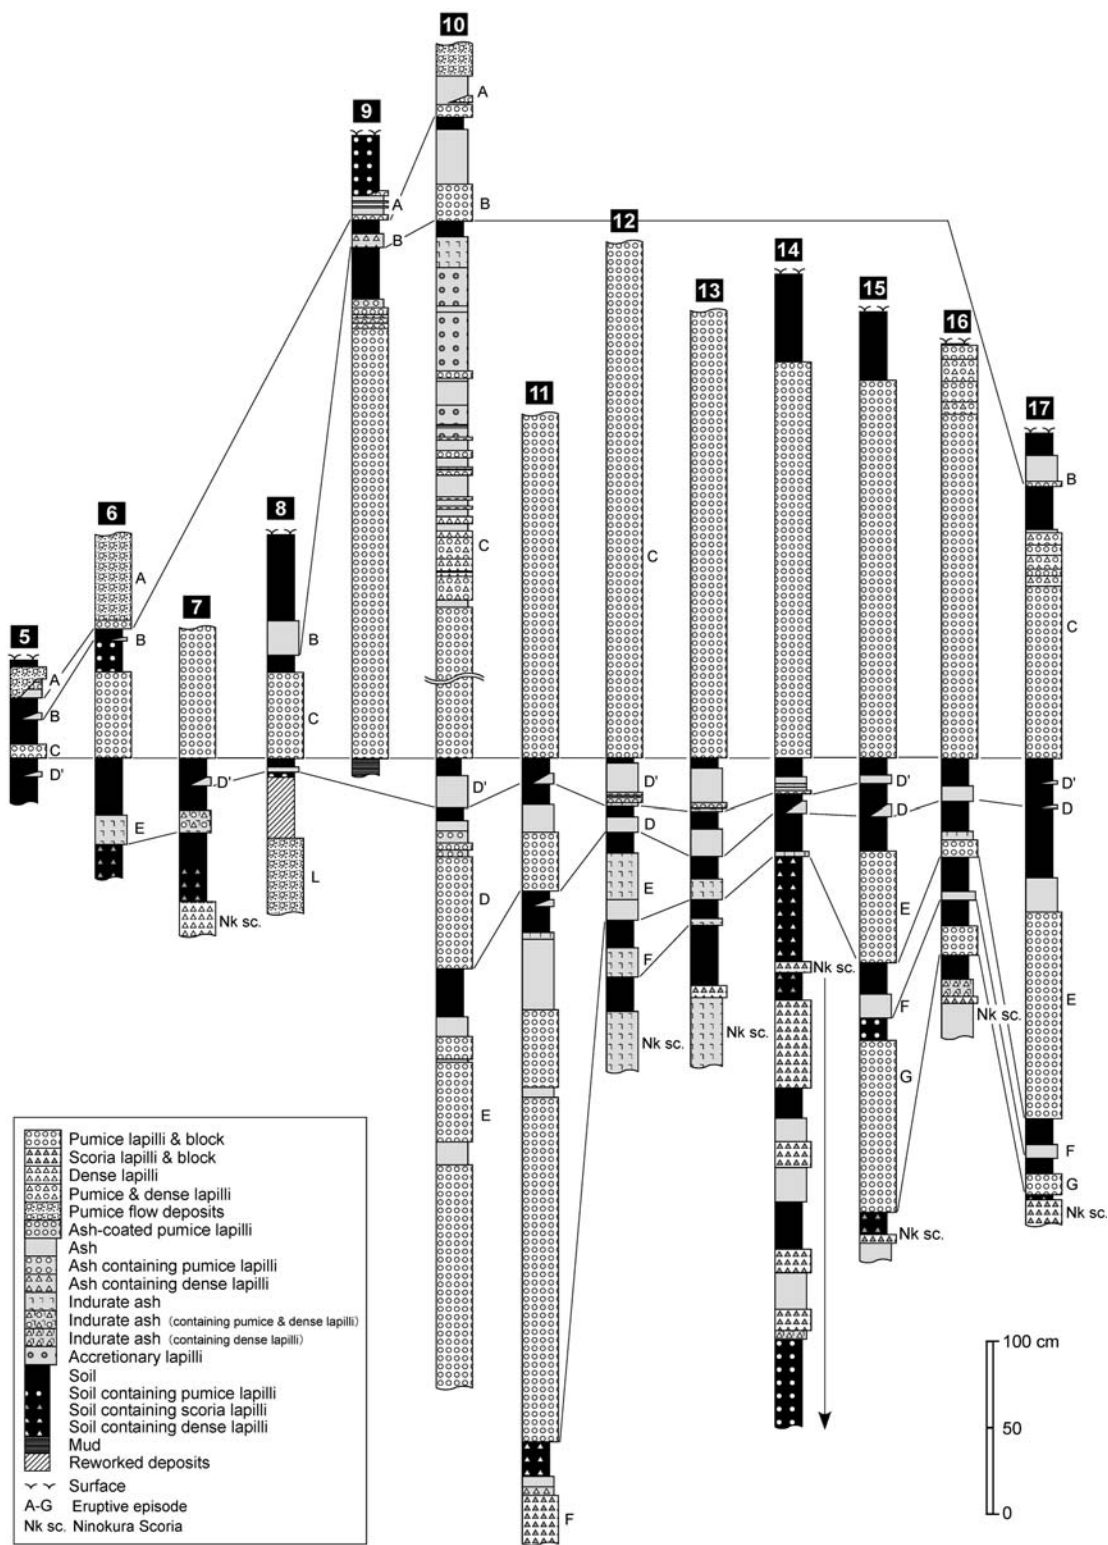 10
9
A
12
A
B
B
14
13
15
16
11
17
B
6
8
C
C
A
7
5
B
B
C
A
C
B
C
D'
D'
D'
D'
D'
D'
D
D
D
E
L
D
E
E
Nk sc.
F
Nk sc.
E
F
Nk sc.
Nk sc.
Nk sc.
G
E
F
G
Nk sc.
Nk sc.
F
Pumice lapilli & block
Scoria lapilli & block
Dense lapilli
Pumice & dense lapilli
Pumice flow deposits
Ash-coated pumice lapilli
Ash
Ash containing pumice lapilli
Ash containing dense lapilli
Indurate ash
Indurate ash (containing pumice & dense lapilli)
Indurate ash (containing dense lapilli)
Accretionary lapilli
Soil
Soil containing pumice lapilli
Soil containing scoria lapilli
Soil containing dense lapilli
Mud
Reworked deposits
Surface
A-G Eruptive episode
Nk sc. Ninokura Scoria
100 cm
50
0